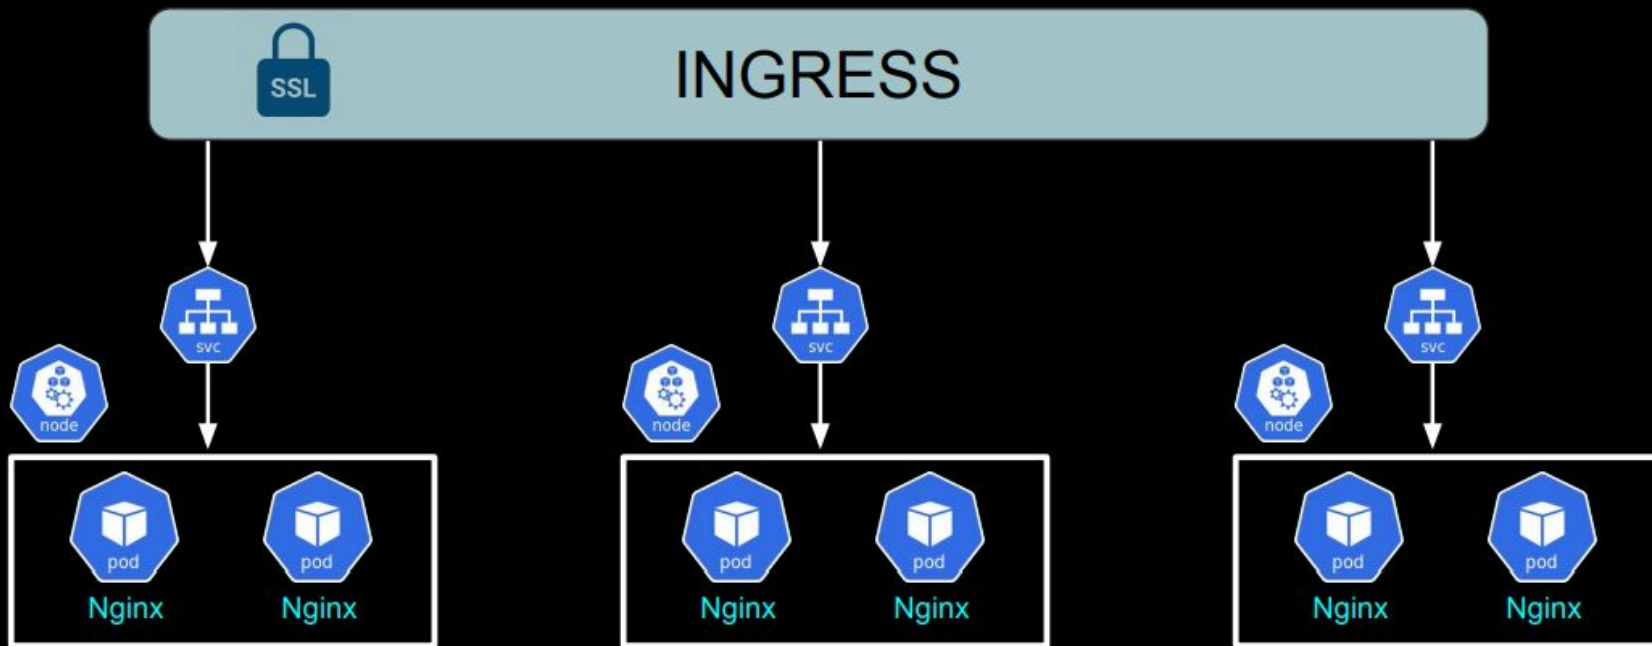 SSL
INGRESS
svc
svc
svc
node
node
node
pod
pod
pod
pod
pod
pod
Nginx
Nginx
Nginx
Nginx
Nginx
Nginx